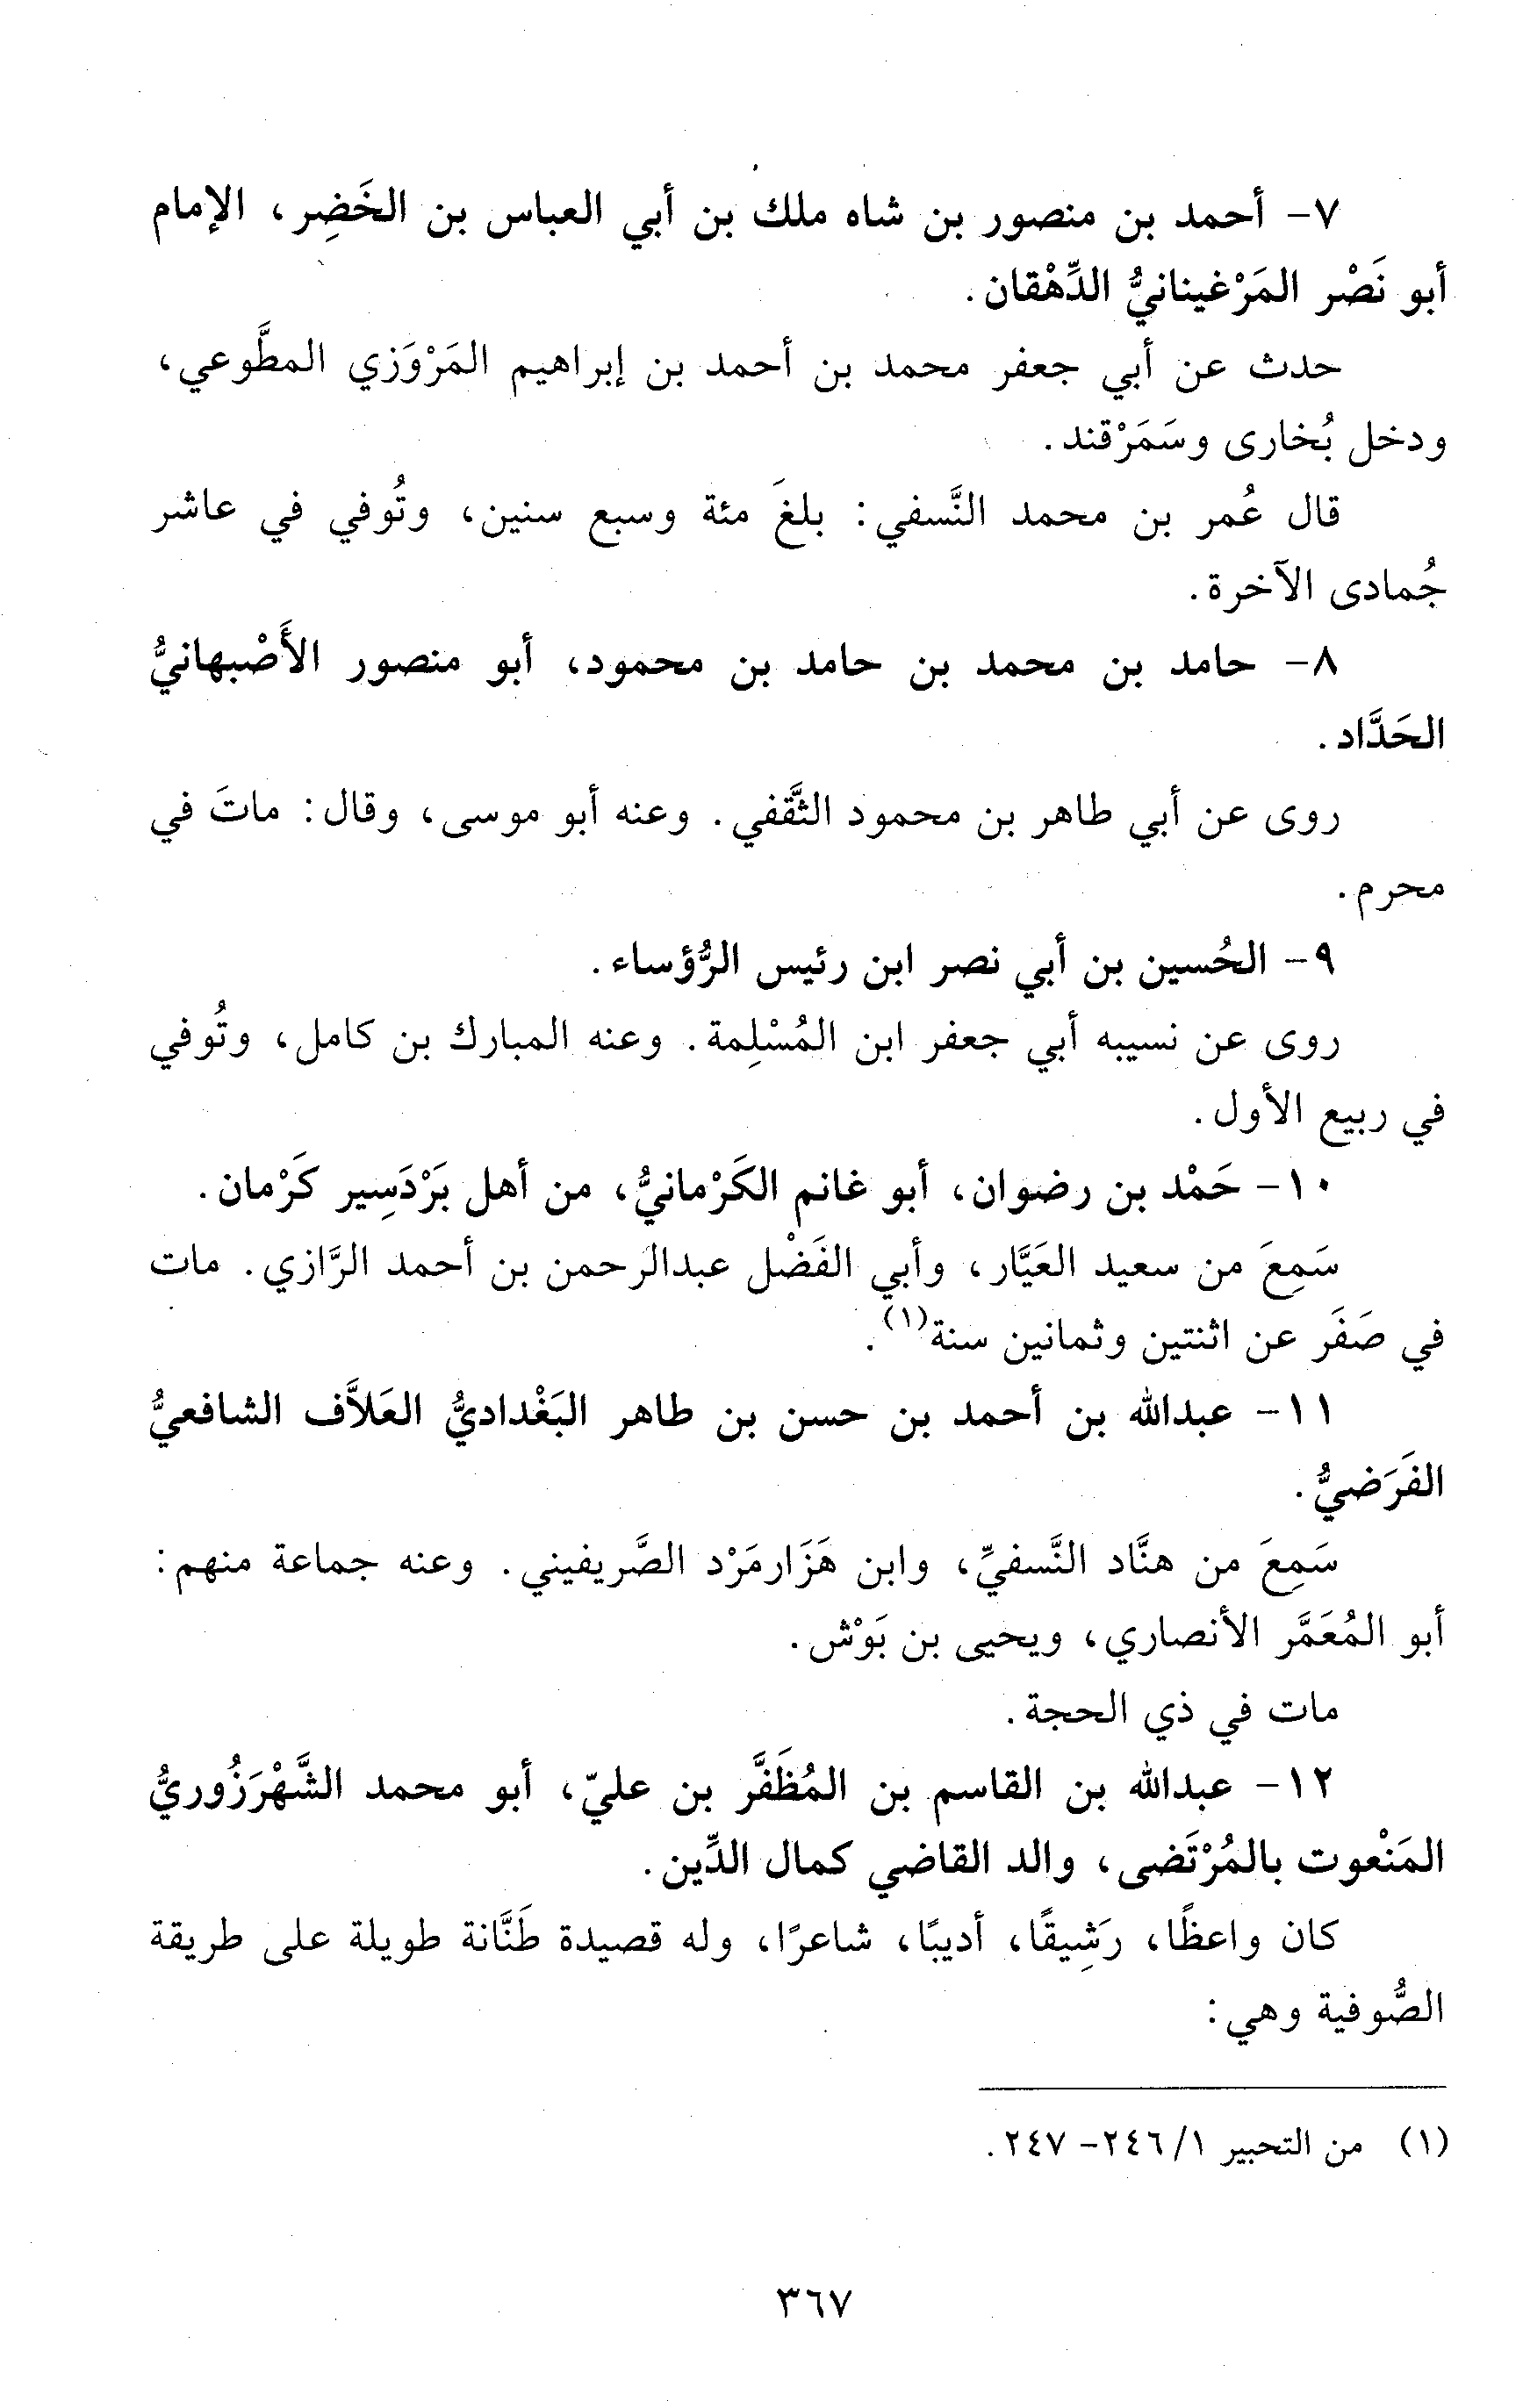 ٧- أحمد بن منصور بن شاه ملك بن أبي العباس بن الخَضِر، الإمام
أبو نَصْر المَرْغينانيُّ الدِّهْقان.
حدث عن أبي جعفر محمد بن أحمد بن إبراهيم المَرْوَزي المطَّوعي،
ودخل بُخارى وسَمَرْقند.
قال عُمر بن محمد النَّسفي: بلغَ مئة وسبع سنين، وتُوفي في عاشر
جُمادى الآخرة.
٨- حامد بن محمد بن حامد بن محمود، أبو منصور الأَصْبهانيُّ
الحَدَّاد.
روى عن أبي طاهر بن محمود الثَّقفي. وعنه أبو موسى، وقال: ماتَ في
محرم.
٩- الحُسين بن أبي نصر ابن رئيس الرُّؤساء.
روى عن نسيبه أبي جعفر ابن المُسْلِمة. وعنه المبارك بن كامل، وتُوفي
في ربيع الأول.
١٠- حَمْد بن رضوان، أبو غانم الكَرْمانيُّ، من أهل بَرْدَسِير كَرْمان.
سَمِعَ من سعيد العَيَّار، وأبي الفَضْل عبدالرحمن بن أحمد الرَّازي. مات
في صَفَر عن اثنتين وثمانين سنة(١).
١١- عبدالله بن أحمد بن حسن بن طاهر البَغْداديُّ العَلاَّف الشافعيُّ
الفَرَضيُّ.
سَمِعَ من هنَّاد النَّسفيِّ، وابن هَزَارمَرْد الصَّريفيني. وعنه جماعة منهم:
أبو المُعَمَّر الأنصاري، ويحيى بن بَوْش.
مات في ذي الحجة.
١٢- عبدالله بن القاسم بن المُظَفَّر بن عليّ، أبو محمد الشَّهْرَزُوريُّ
المَنْعوت بالمُرْتَضى، والد القاضي كمال الدِّين.
كان واعظًا، رَشِيقًا، أديبًا، شاعرًا، وله قصيدة طَنَّانة طويلة على طريقة
الصُّوفية وهي:
(١) من التحبير ١/ ٢٤٦- ٢٤٧.
٣٦٧